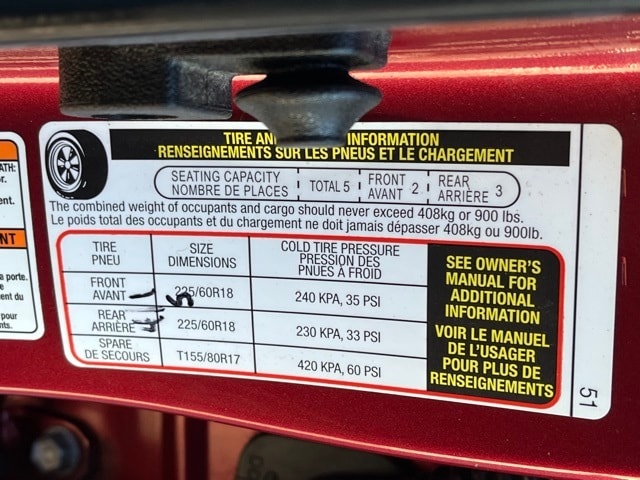 TIRE AN INFORMATION
RENSEIGNEMENTS SUR LES PNEUS ET LE CHARGEMENT
SEATING CAPACITY
NOMBRE DE PLACES
TOTAL 5
FRONT
AVANT 2
REAR
ARRIÈRE 3
The combined weight of occupants and cargo should never exceed 408kg or 900 lbs.
Le poids total des occupants et du chargement ne doit jamais dépasser 408kg ou 900lb.
TIRE
PNEU
SIZE
DIMENSIONS
COLD TIRE PRESSURE
PRESSION DES
PNUES A FROID
FRONT
AVANT
225/60R18
240 KPA, 35 PSI
REAR
ARRIÈRE
225/60R18
230 KPA, 33 PSI
SPARE
DE SECOURS
T155/80R17
420 KPA, 60 PSI
SEE OWNER'S
MANUAL FOR
ADDITIONAL
INFORMATION
VOIR LE MANUEL
DE L'USAGER
POUR PLUS DE
RENSEIGNEMENTS
51
a porte.
pour